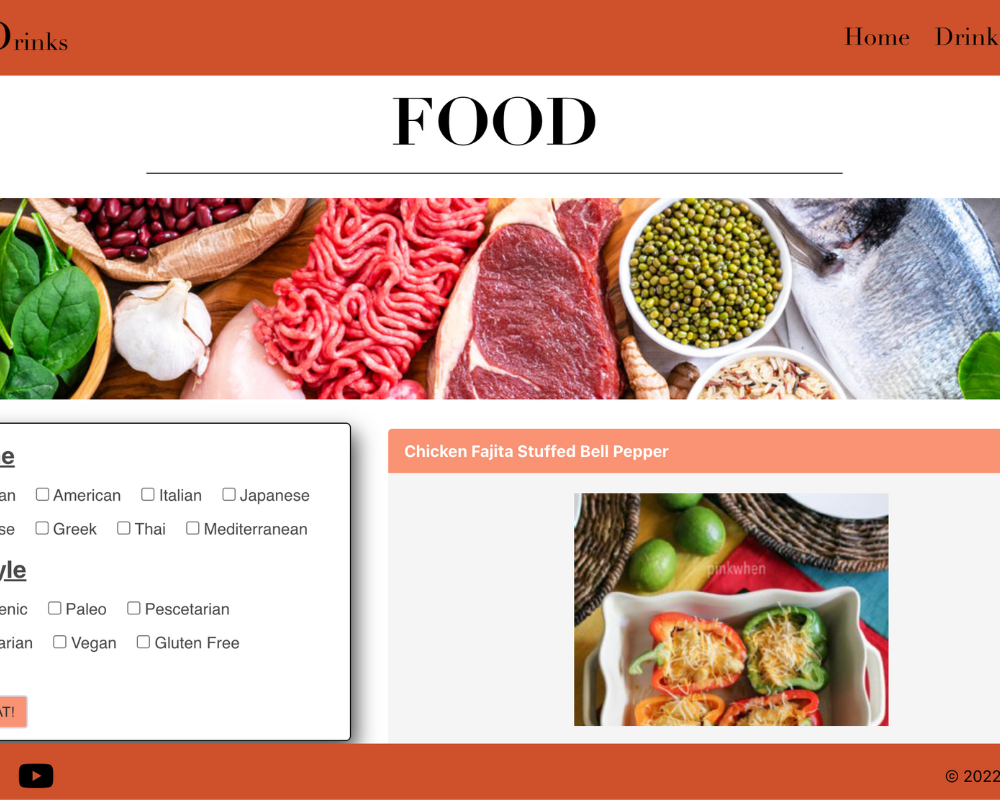 Drinks
Home Drink
FOOD
e
an American Italian Japanese
se Greek Thai Mediterranean
yle
enic Paleo Pescetarian
arian Vegan Gluten Free
AT!
Chicken Fajita Stuffed Bell Pepper
pinkwhen
© 2022